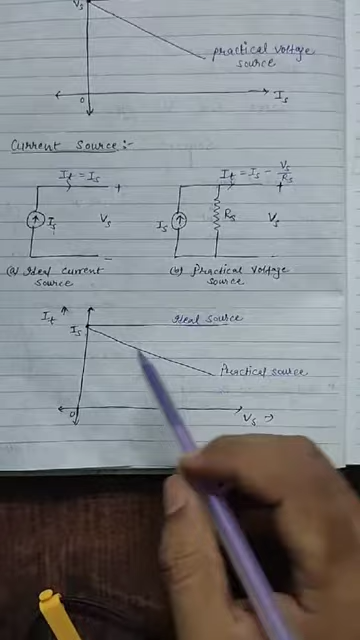 Vs
practical voltage
source
0
Is
Current Source:-
It = Is
It = Is - Vs/Rs
+
+
Is
Vs
Is
Rs
Vs
-
(a) Ideal current
source
(b) Practical Voltage
source
It ↑
Is
Ideal source
Practical source
0
Vs →